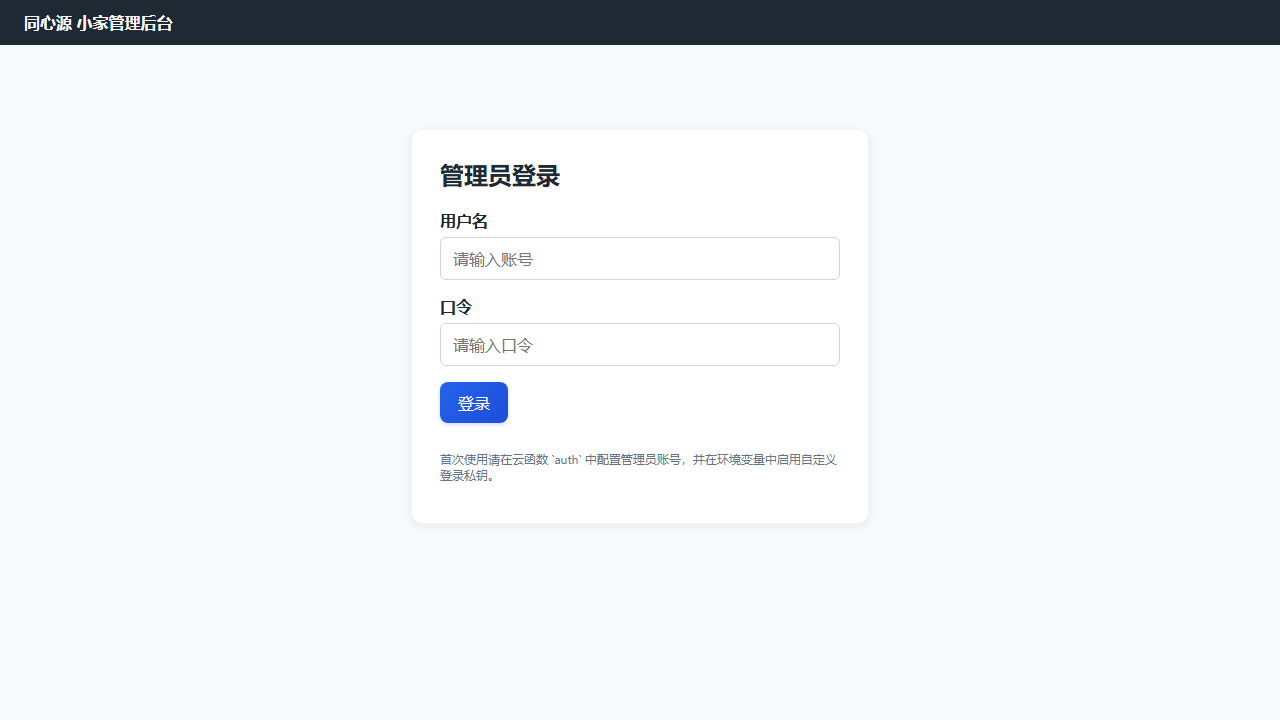 同心源 小家管理后台
管理员登录
用户名
请输入账号
口令
请输入口令
登录
首次使用请在云函数 `auth` 中配置管理员账号，并在环境变量中启用自定义
登录私钥。